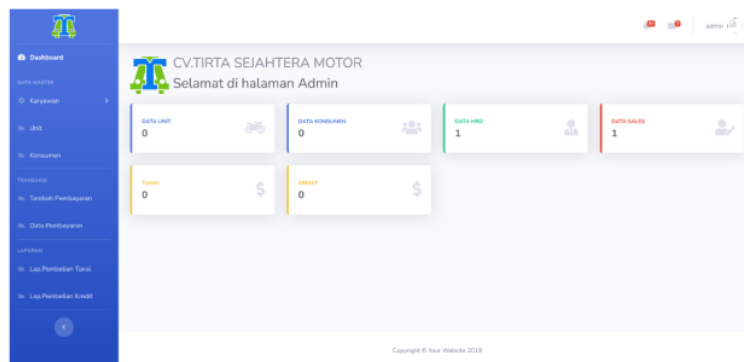 3+
7
admin
Dashboard
CV.TIRTA SEJAHTERA MOTOR
Selamat di halaman Admin
DATA MASTER
Karyawan
Unit
Konsumen
DATA UNIT
0
DATA KONSUMEN
0
DATA HRD
1
DATA SALES
1
TRANSAKSI
Tambah Pembayaran
Data Pembayaran
TUNAI
0
KREDIT
0
LAPORAN
Lap.Pembelian Tunai
Lap.Pembelian Kredit
Copyright © Your Website 2019